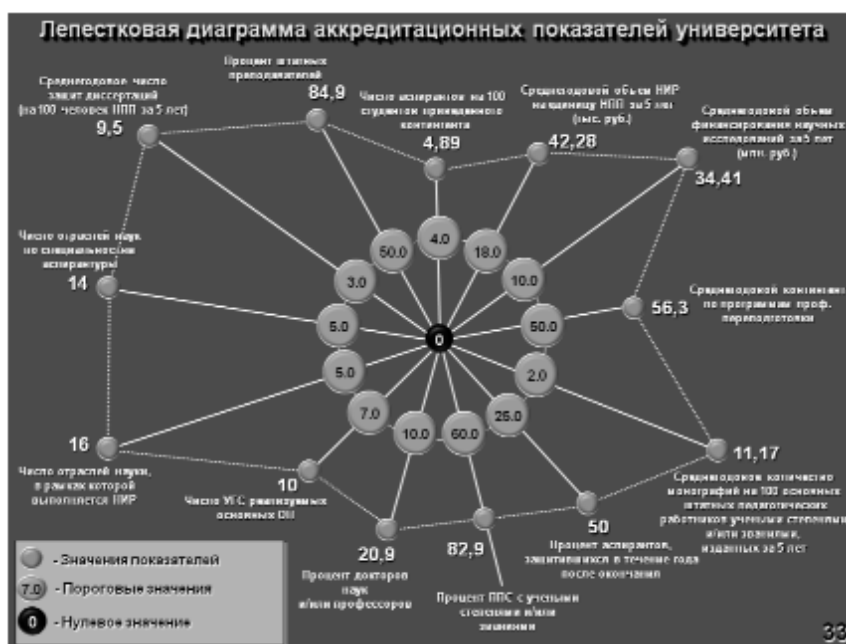 Лепестковая диаграмма аккредитационных показателей университета
Среднегодовое число
защит диссертаций
(на 100 человек НПП за 5 лет)
9,5
Процент штатных
преподавателей
84,9
Число аспирантов на 100
студентов приведенного
контингента
4,89
Среднегодовой объем НИР
на единицу НПП за 5 лет
(тыс. руб.)
42,28
Среднегодовой объем
финансирования научных
исследований за 5 лет
(млн. руб.)
34,41
Число отраслей наук
по специальностям
аспирантуры
14
50.0
4.0
18.0
3.0
10.0
5.0
50.0
0
5.0
2.0
7.0
25.0
10.0
60.0
56,3
Среднегодовой контингент
по программам проф.
переподготовки
16
Число отраслей науки,
в рамках которой
выполняется НИР
10
Число УГС реализуемых
основных ОП
20,9
Процент докторов
наук
и/или профессоров
82,9
Процент ППС с учеными
степенями и/или
званиями
50
Процент аспирантов,
защитившихся в течение года
после окончания
11,17
Среднегодовое количество
монографий на 100 основных
штатных педагогических
работников с учеными степенями
и/или званиями,
изданных за 5 лет
- Значения показателей
7.0 - Пороговые значения
0 - Нулевое значение
33